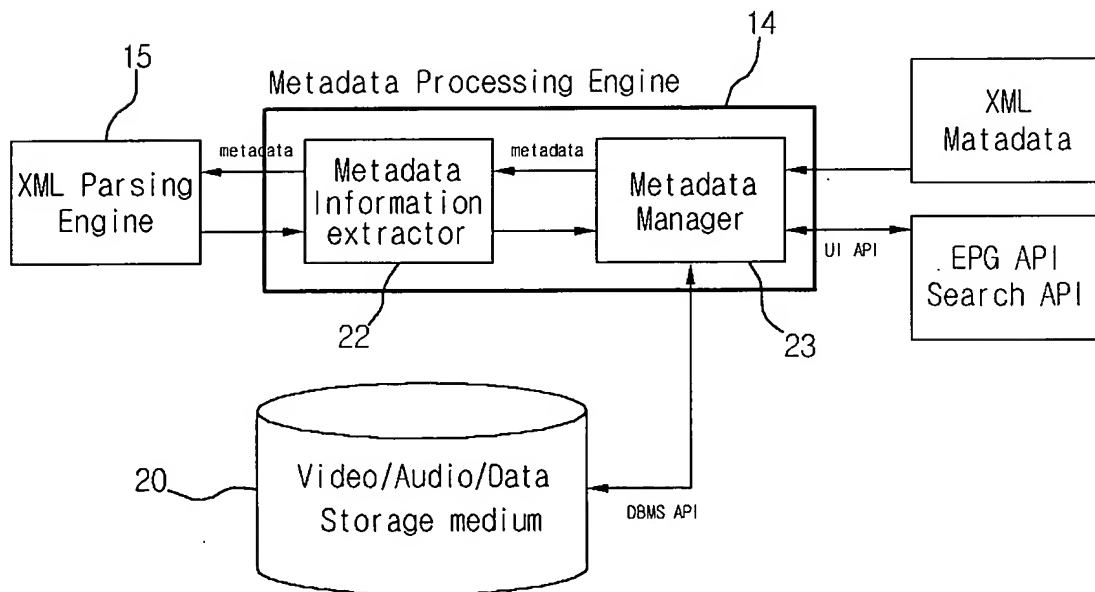 14
15
Metadata Processing Engine
XML
Matadata
metadata
metadata
XML Parsing
Engine
Metadata
Information
extractor
Metadata
Manager
UI API
EPG API
Search API
22
23
20
Video/Audio/Data
Storage medium
DBMS API